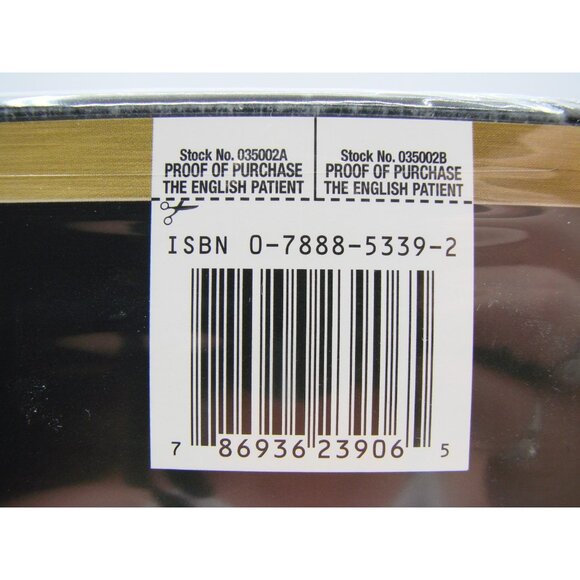 Stock No. 035002A
PROOF OF PURCHASE
THE ENGLISH PATIENT
Stock No. 035002B
PROOF OF PURCHASE
THE ENGLISH PATIENT
ISBN 0-7888-5339-2
7 86936 23906 5